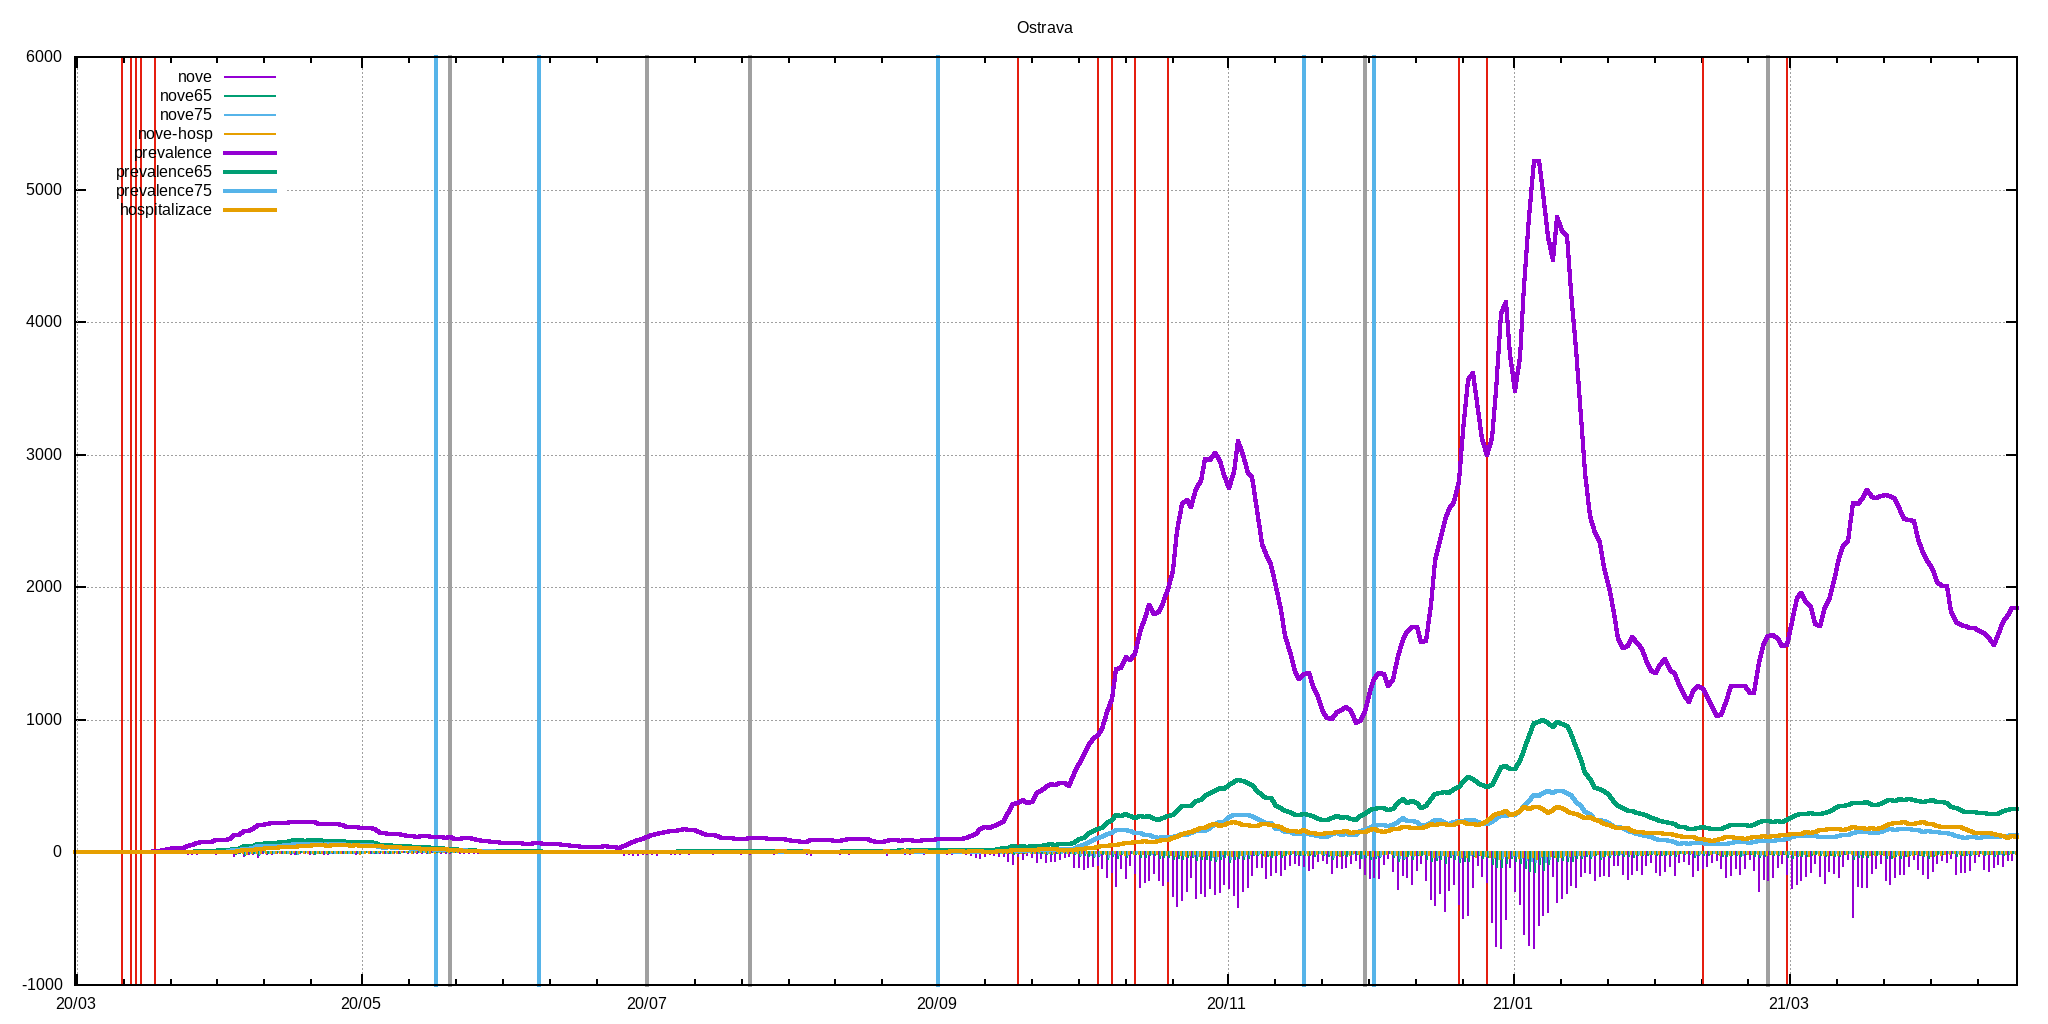 Ostrava
6000
5000
4000
3000
2000
1000
0
-1000
nove
nove65
nove75
nove-hosp
prevalence
prevalence65
prevalence75
hospitalizace
20/03 20/05 20/07 20/09 20/11 21/01 21/03